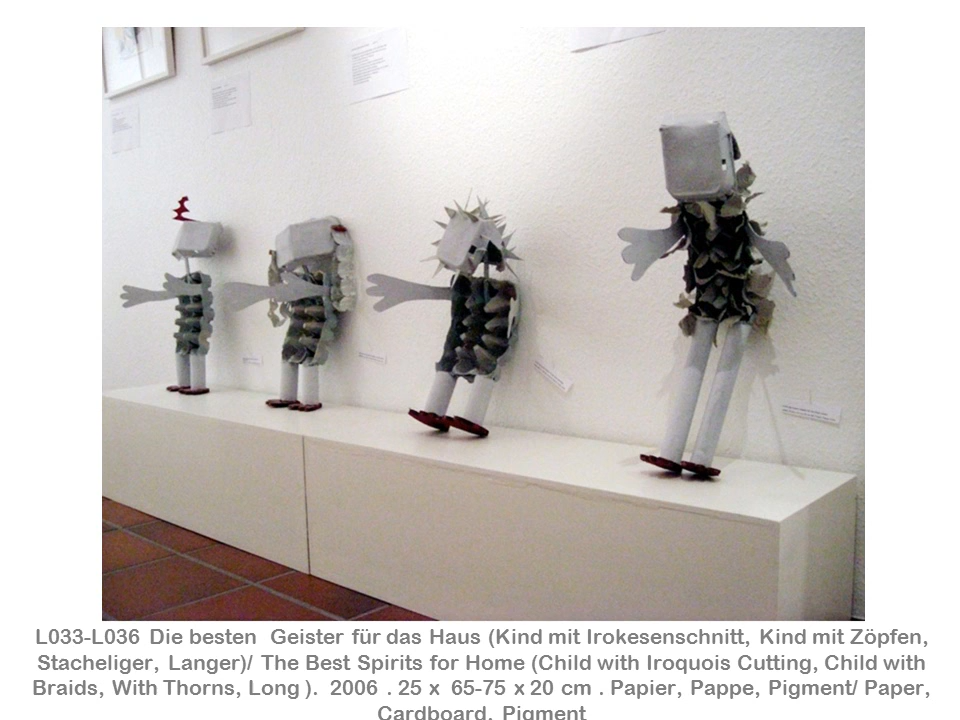 L033-L036 Die besten Geister für das Haus (Kind mit Irokesenschnitt, Kind mit Zöpfen,
Stacheliger, Langer)/ The Best Spirits for Home (Child with Iroquois Cutting, Child with
Braids, With Thorns, Long ). 2006 . 25 x 65-75 x 20 cm . Papier, Pappe, Pigment/ Paper,
Cardboard, Pigment